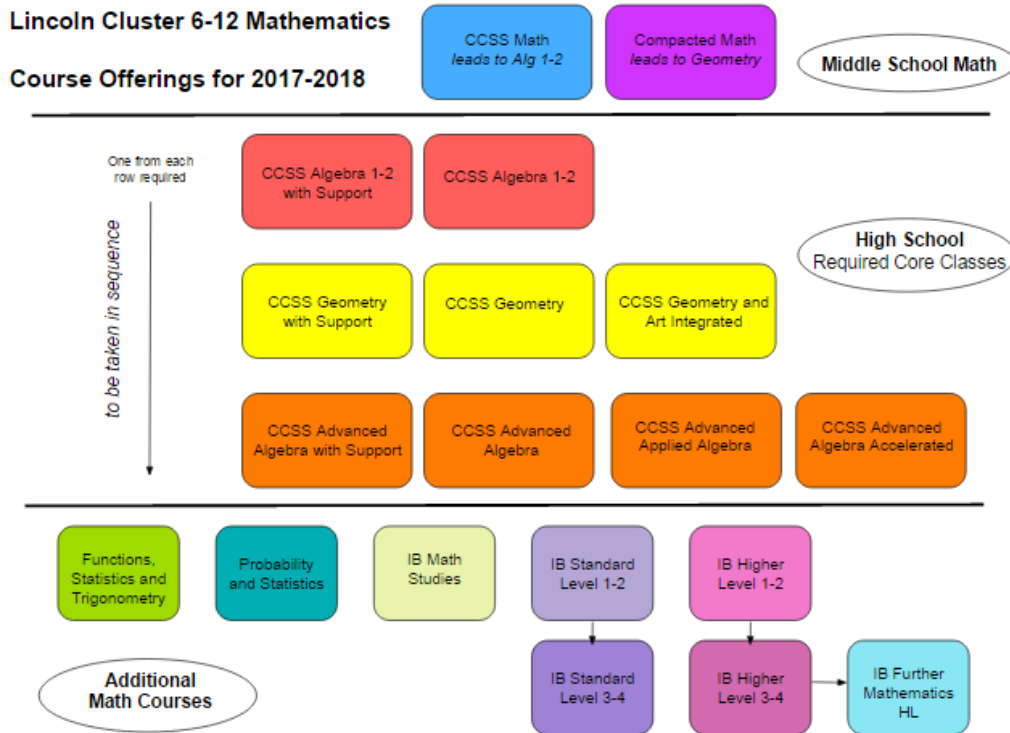 Lincoln Cluster 6-12 Mathematics
Course Offerings for 2017-2018
CCSS Math
leads to Alg 1-2
Compacted Math
leads to Geometry
Middle School Math
One from each
row required
to be taken in sequence
CCSS Algebra 1-2
with Support
CCSS Algebra 1-2
High School
Required Core Classes
CCSS Geometry
with Support
CCSS Geometry
CCSS Geometry and
Art Integrated
CCSS Advanced
Algebra with Support
CCSS Advanced
Algebra
CCSS Advanced
Applied Algebra
CCSS Advanced
Algebra Accelerated
Functions,
Statistics and
Trigonometry
Probability
and Statistics
IB Math
Studies
IB Standard
Level 1-2
IB Higher
Level 1-2
Additional
Math Courses
IB Standard
Level 3-4
IB Higher
Level 3-4
IB Further
Mathematics
HL